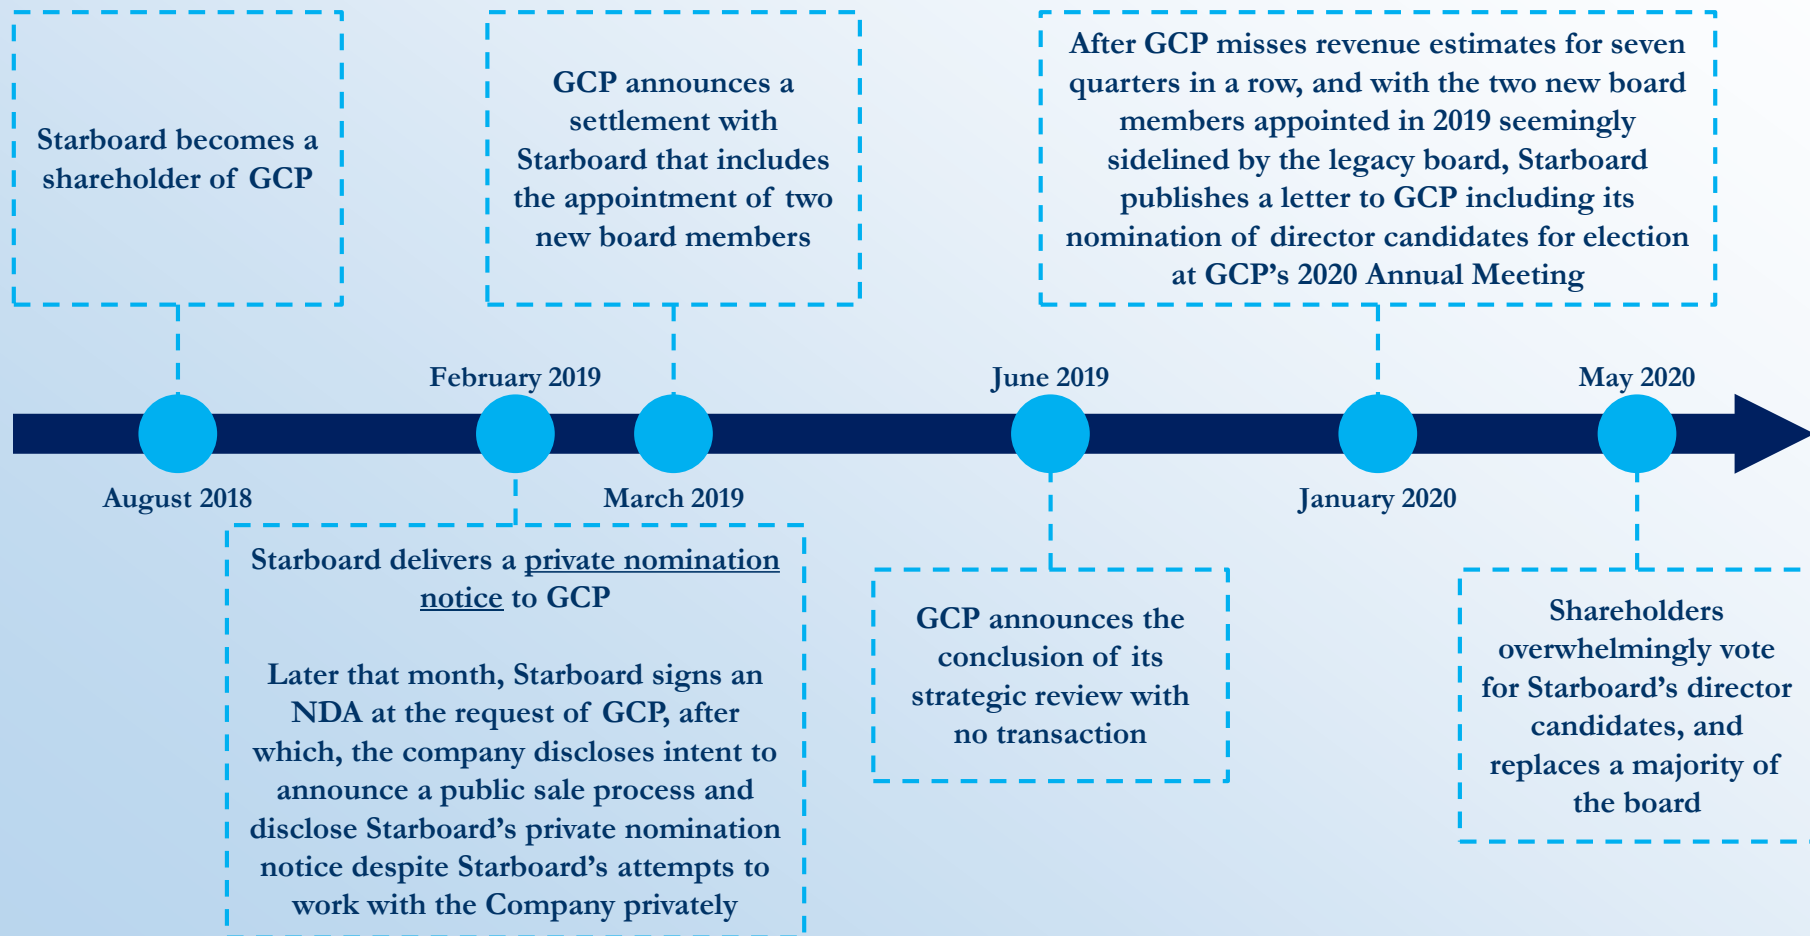 Starboard becomes a
shareholder of GCP
August 2018
February 2019
Starboard delivers a private nomination
notice to GCP
Later that month, Starboard signs an
NDA at the request of GCP, after
which, the company discloses intent to
announce a public sale process and
disclose Starboard’s private nomination
notice despite Starboard’s attempts to
work with the Company privately
GCP announces a
settlement with
Starboard that includes
the appointment of two
new board members
March 2019
June 2019
GCP announces the
conclusion of its
strategic review with
no transaction
After GCP misses revenue estimates for seven
quarters in a row, and with the two new board
members appointed in 2019 seemingly
sidelined by the legacy board, Starboard
publishes a letter to GCP including its
nomination of director candidates for election
at GCP’s 2020 Annual Meeting
January 2020
May 2020
Shareholders
overwhelmingly vote
for Starboard’s director
candidates, and
replaces a majority of
the board